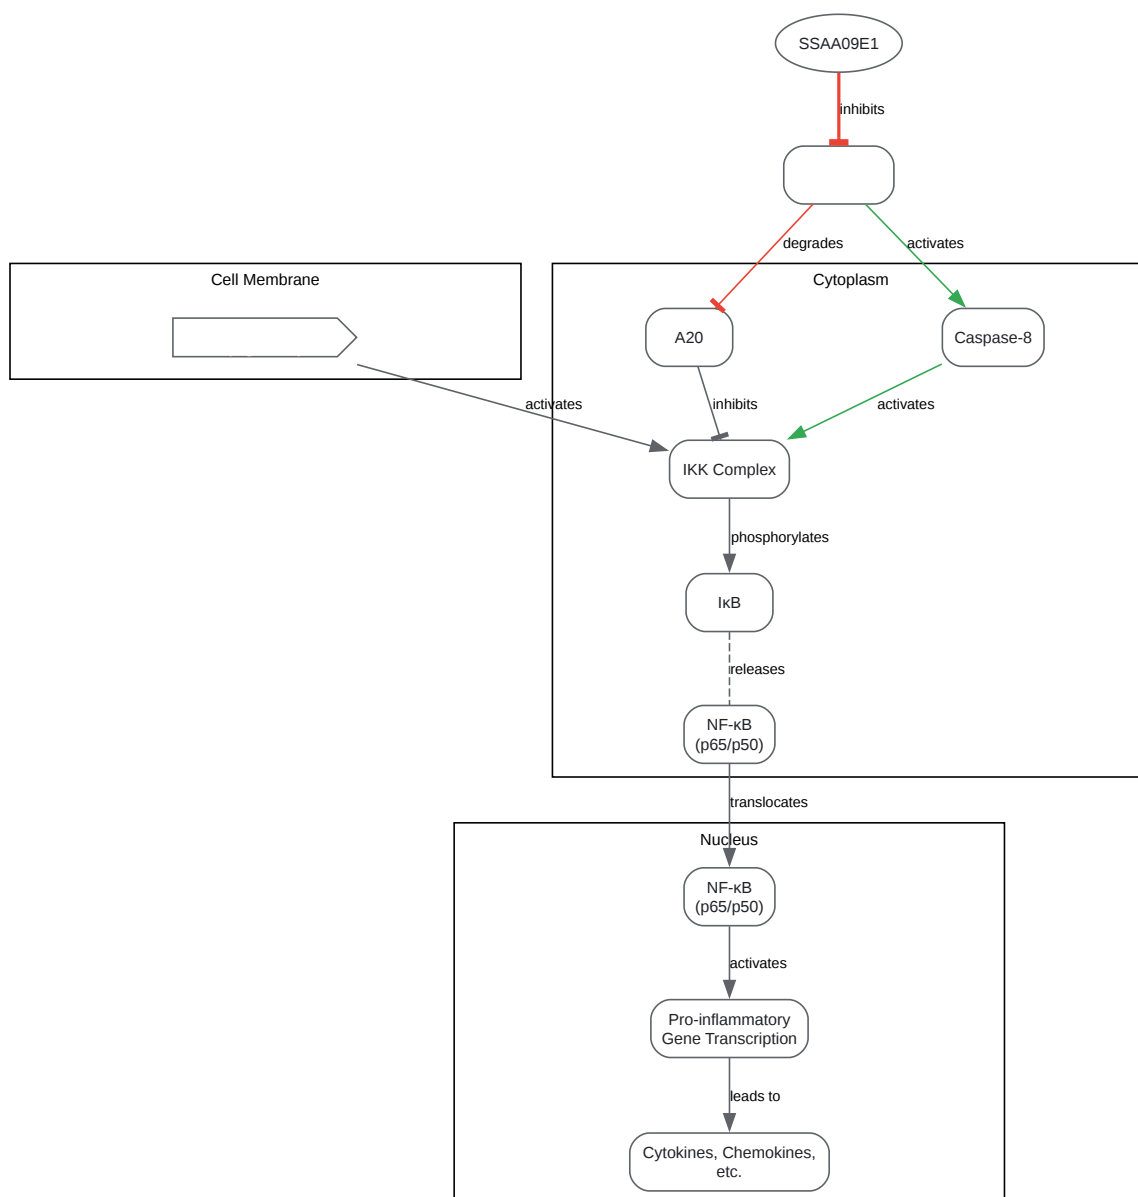 SSAA09E1
inhibits
degrades
activates
Cell Membrane
Cytoplasm
A20
Caspase-8
activates
inhibits
activates
IKK Complex
phosphorylates
IκB
releases
NF-κB
(p65/p50)
translocates
Nucleus
NF-κB
(p65/p50)
activates
Pro-inflammatory
Gene Transcription
leads to
Cytokines, Chemokines,
etc.